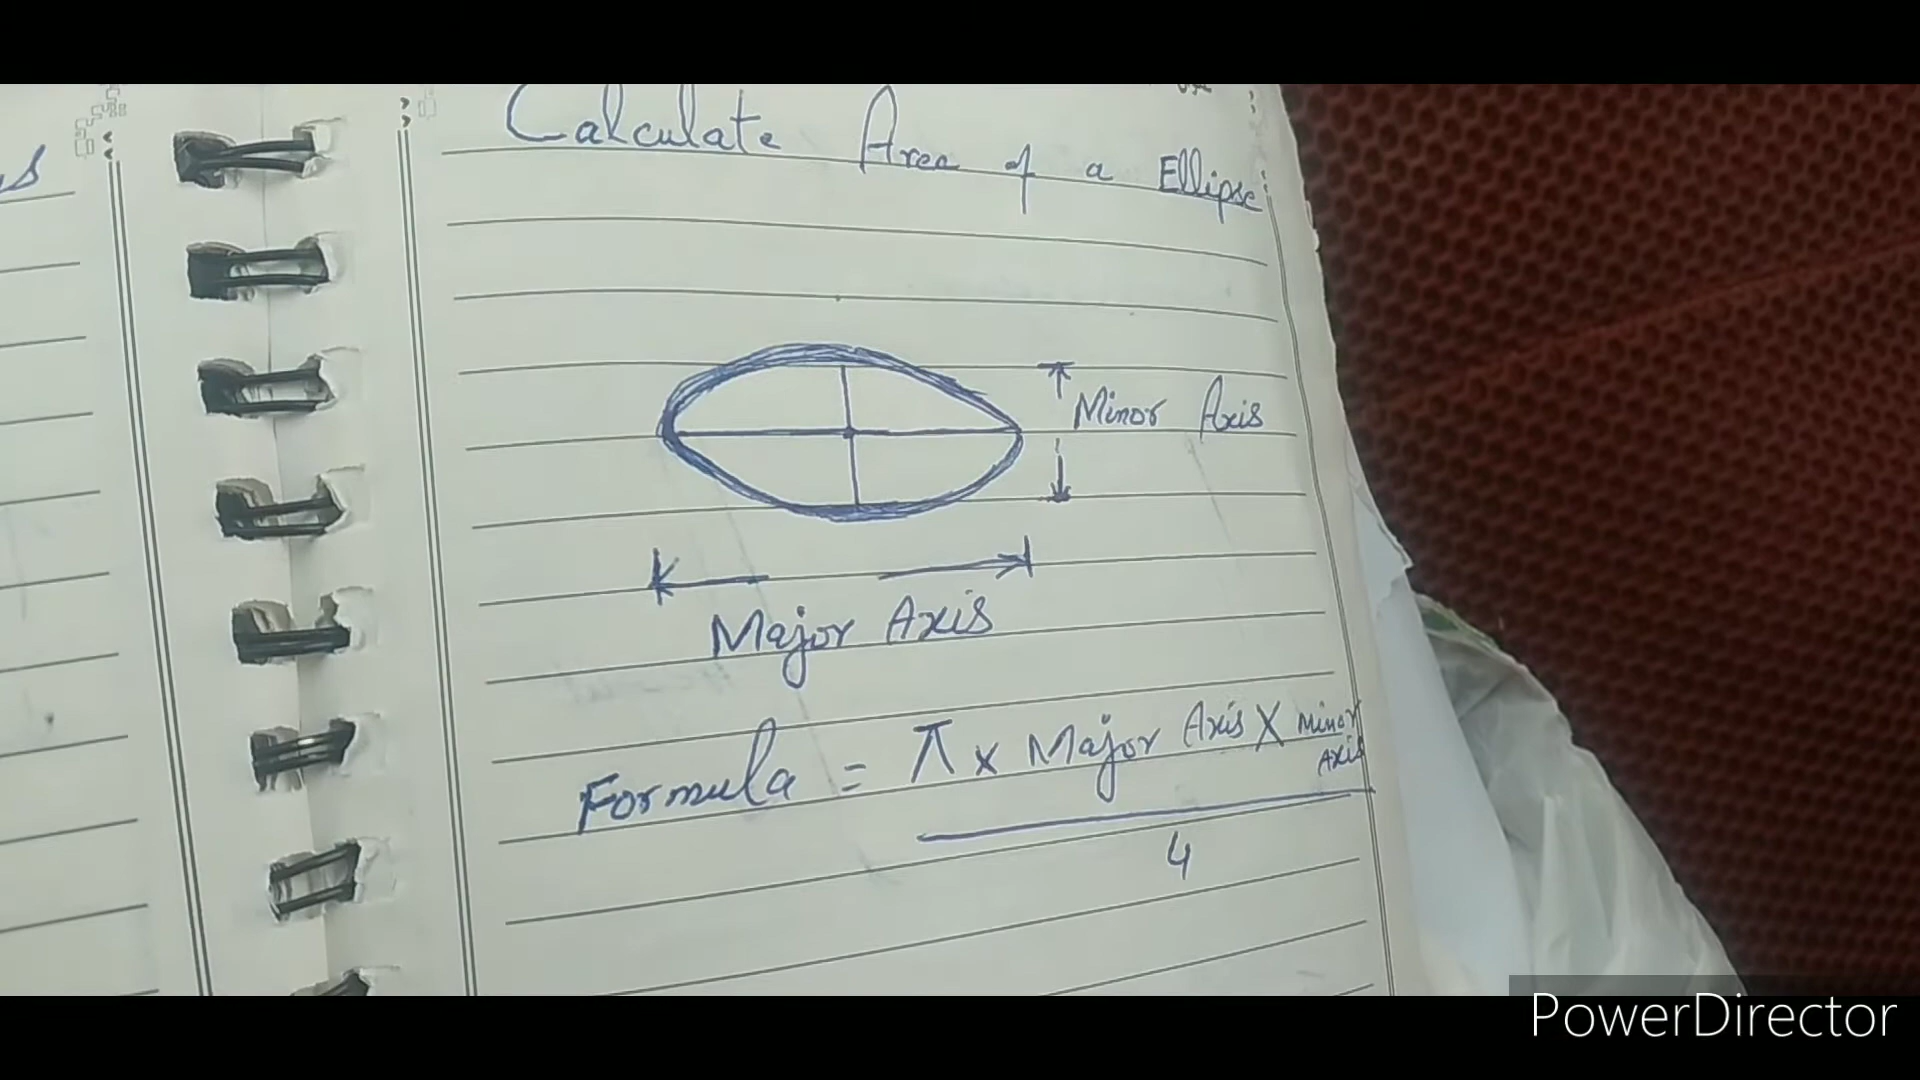 Calculate Area of a Ellipse
Minor Axis
Major Axis
Formula = π x Major Axis X Minor
Axis
4
PowerDirector